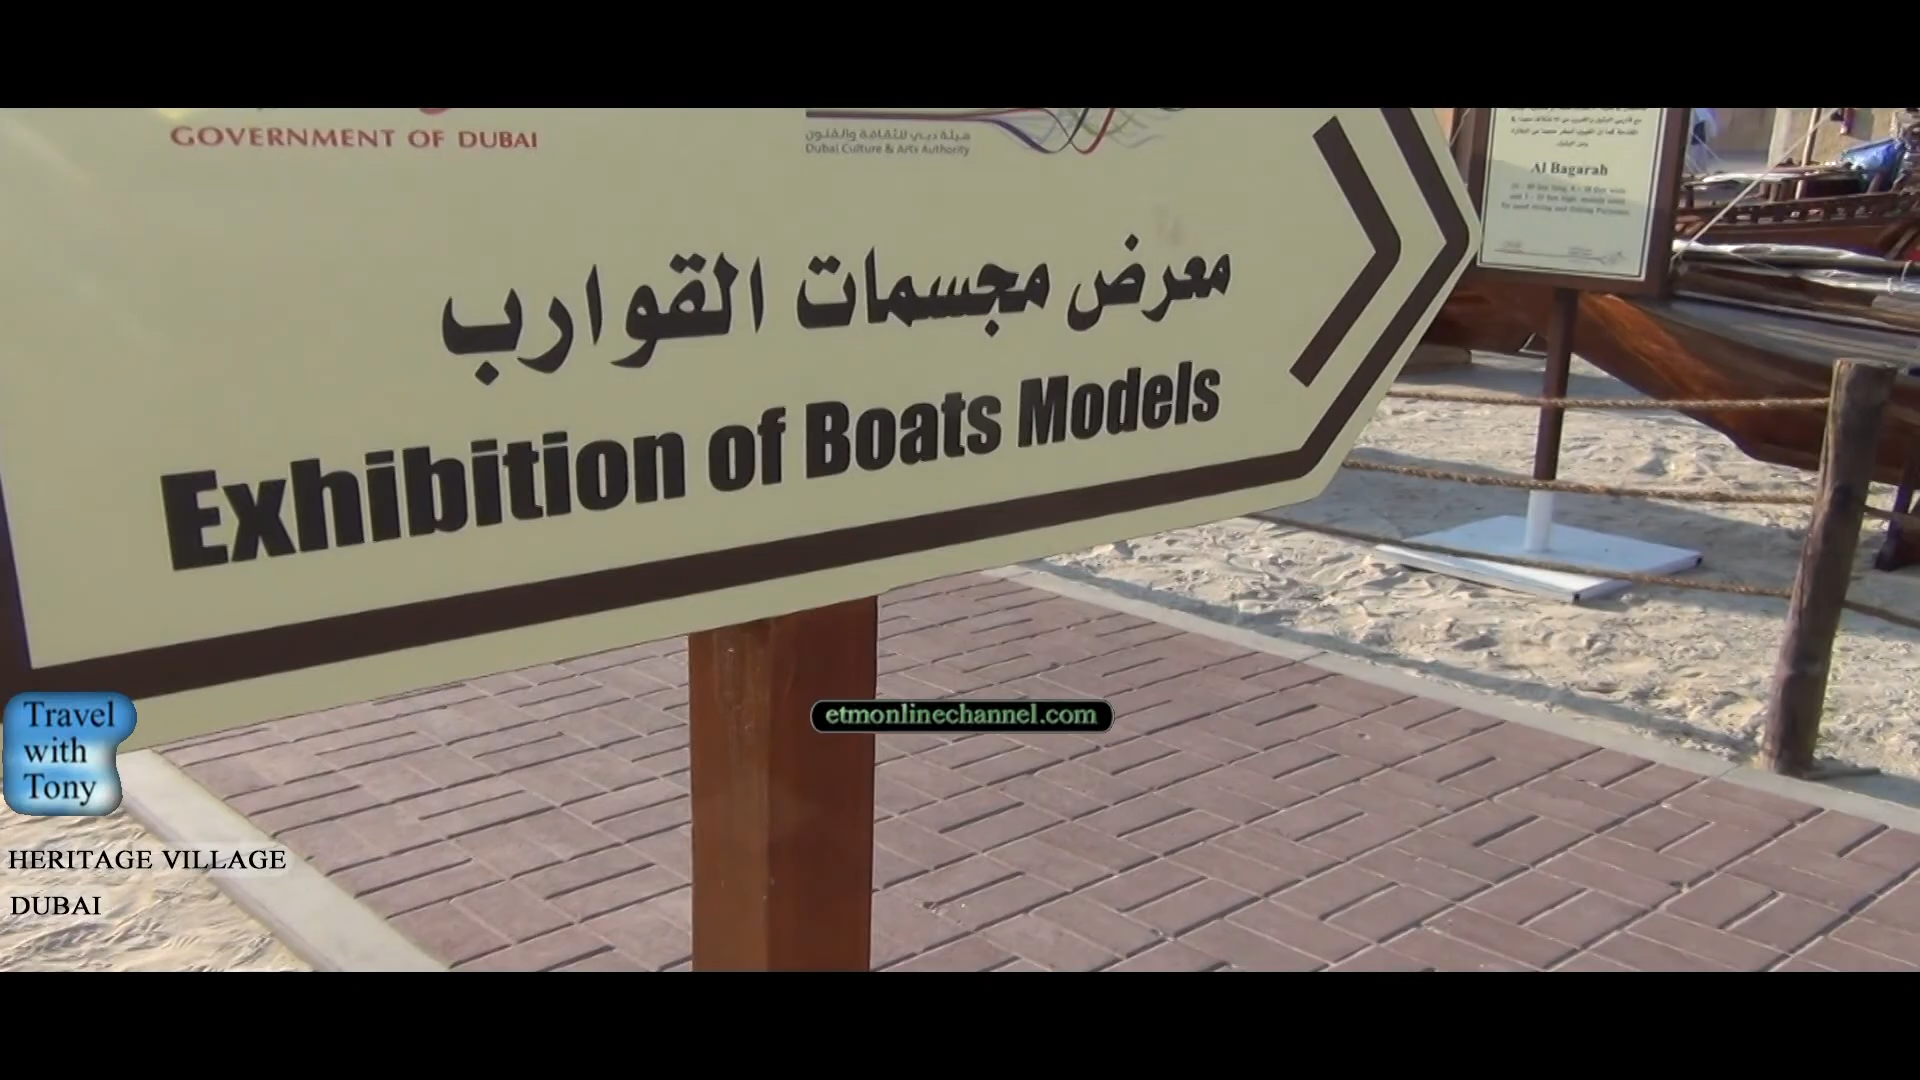 GOVERNMENT OF DUBAI
هيئة دبي للثقافة والفنون
Dubai Culture & Arts Authority
معرض مجسمات القوارب
Exhibition of Boats Models
Al Bagarah
etmonlinechannel.com
Travel
with
Tony
HERITAGE VILLAGE
DUBAI